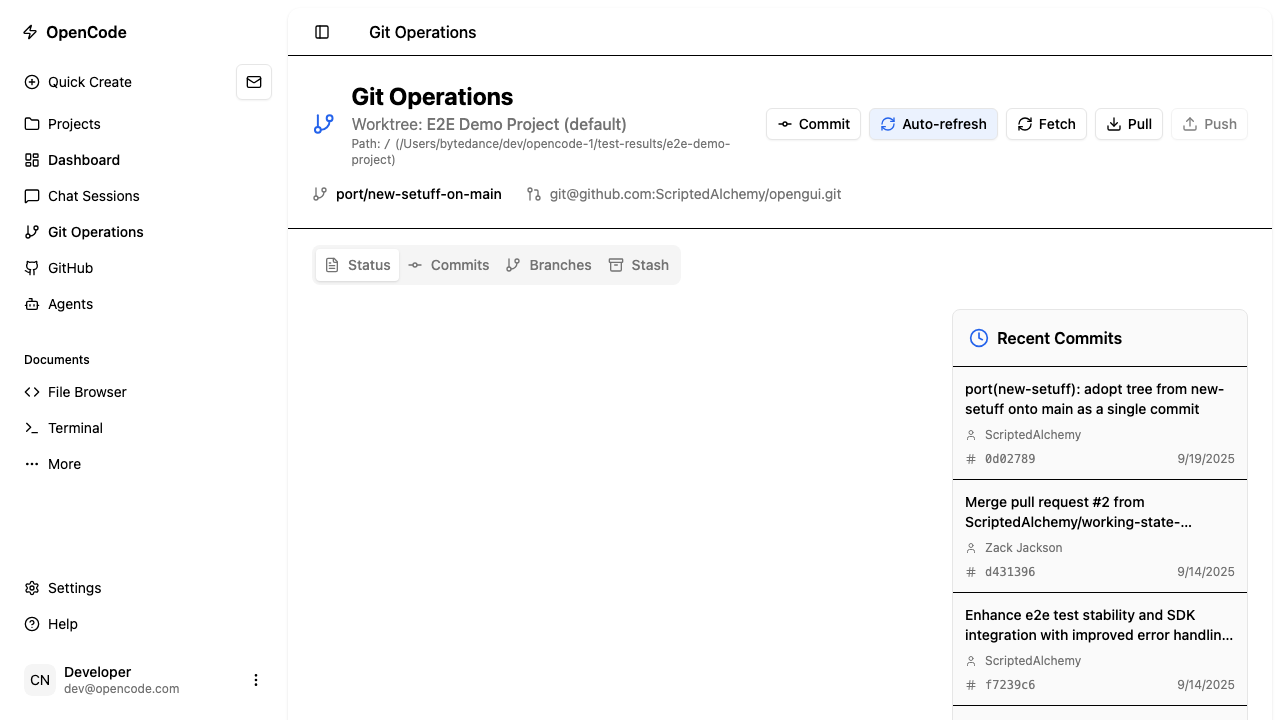 OpenCode
Quick Create
Projects
Dashboard
Chat Sessions
Git Operations
GitHub
Agents
Documents
File Browser
Terminal
More
Settings
Help
CN
Developer
dev@opencode.com
Git Operations
Git Operations
Worktree: E2E Demo Project (default)
Path: / (/Users/bytedance/dev/opencode-1/test-results/e2e-demo-
project)
Commit
Auto-refresh
Fetch
Pull
Push
port/new-setuff-on-main
git@github.com:ScriptedAlchemy/opengui.git
Status
Commits
Branches
Stash
Recent Commits
port(new-setuff): adopt tree from new-
setuff onto main as a single commit
ScriptedAlchemy
# 0d02789
9/19/2025
Merge pull request #2 from
ScriptedAlchemy/working-state-...
Zack Jackson
# d431396
9/14/2025
Enhance e2e test stability and SDK
integration with improved error handlin...
ScriptedAlchemy
# f7239c6
9/14/2025